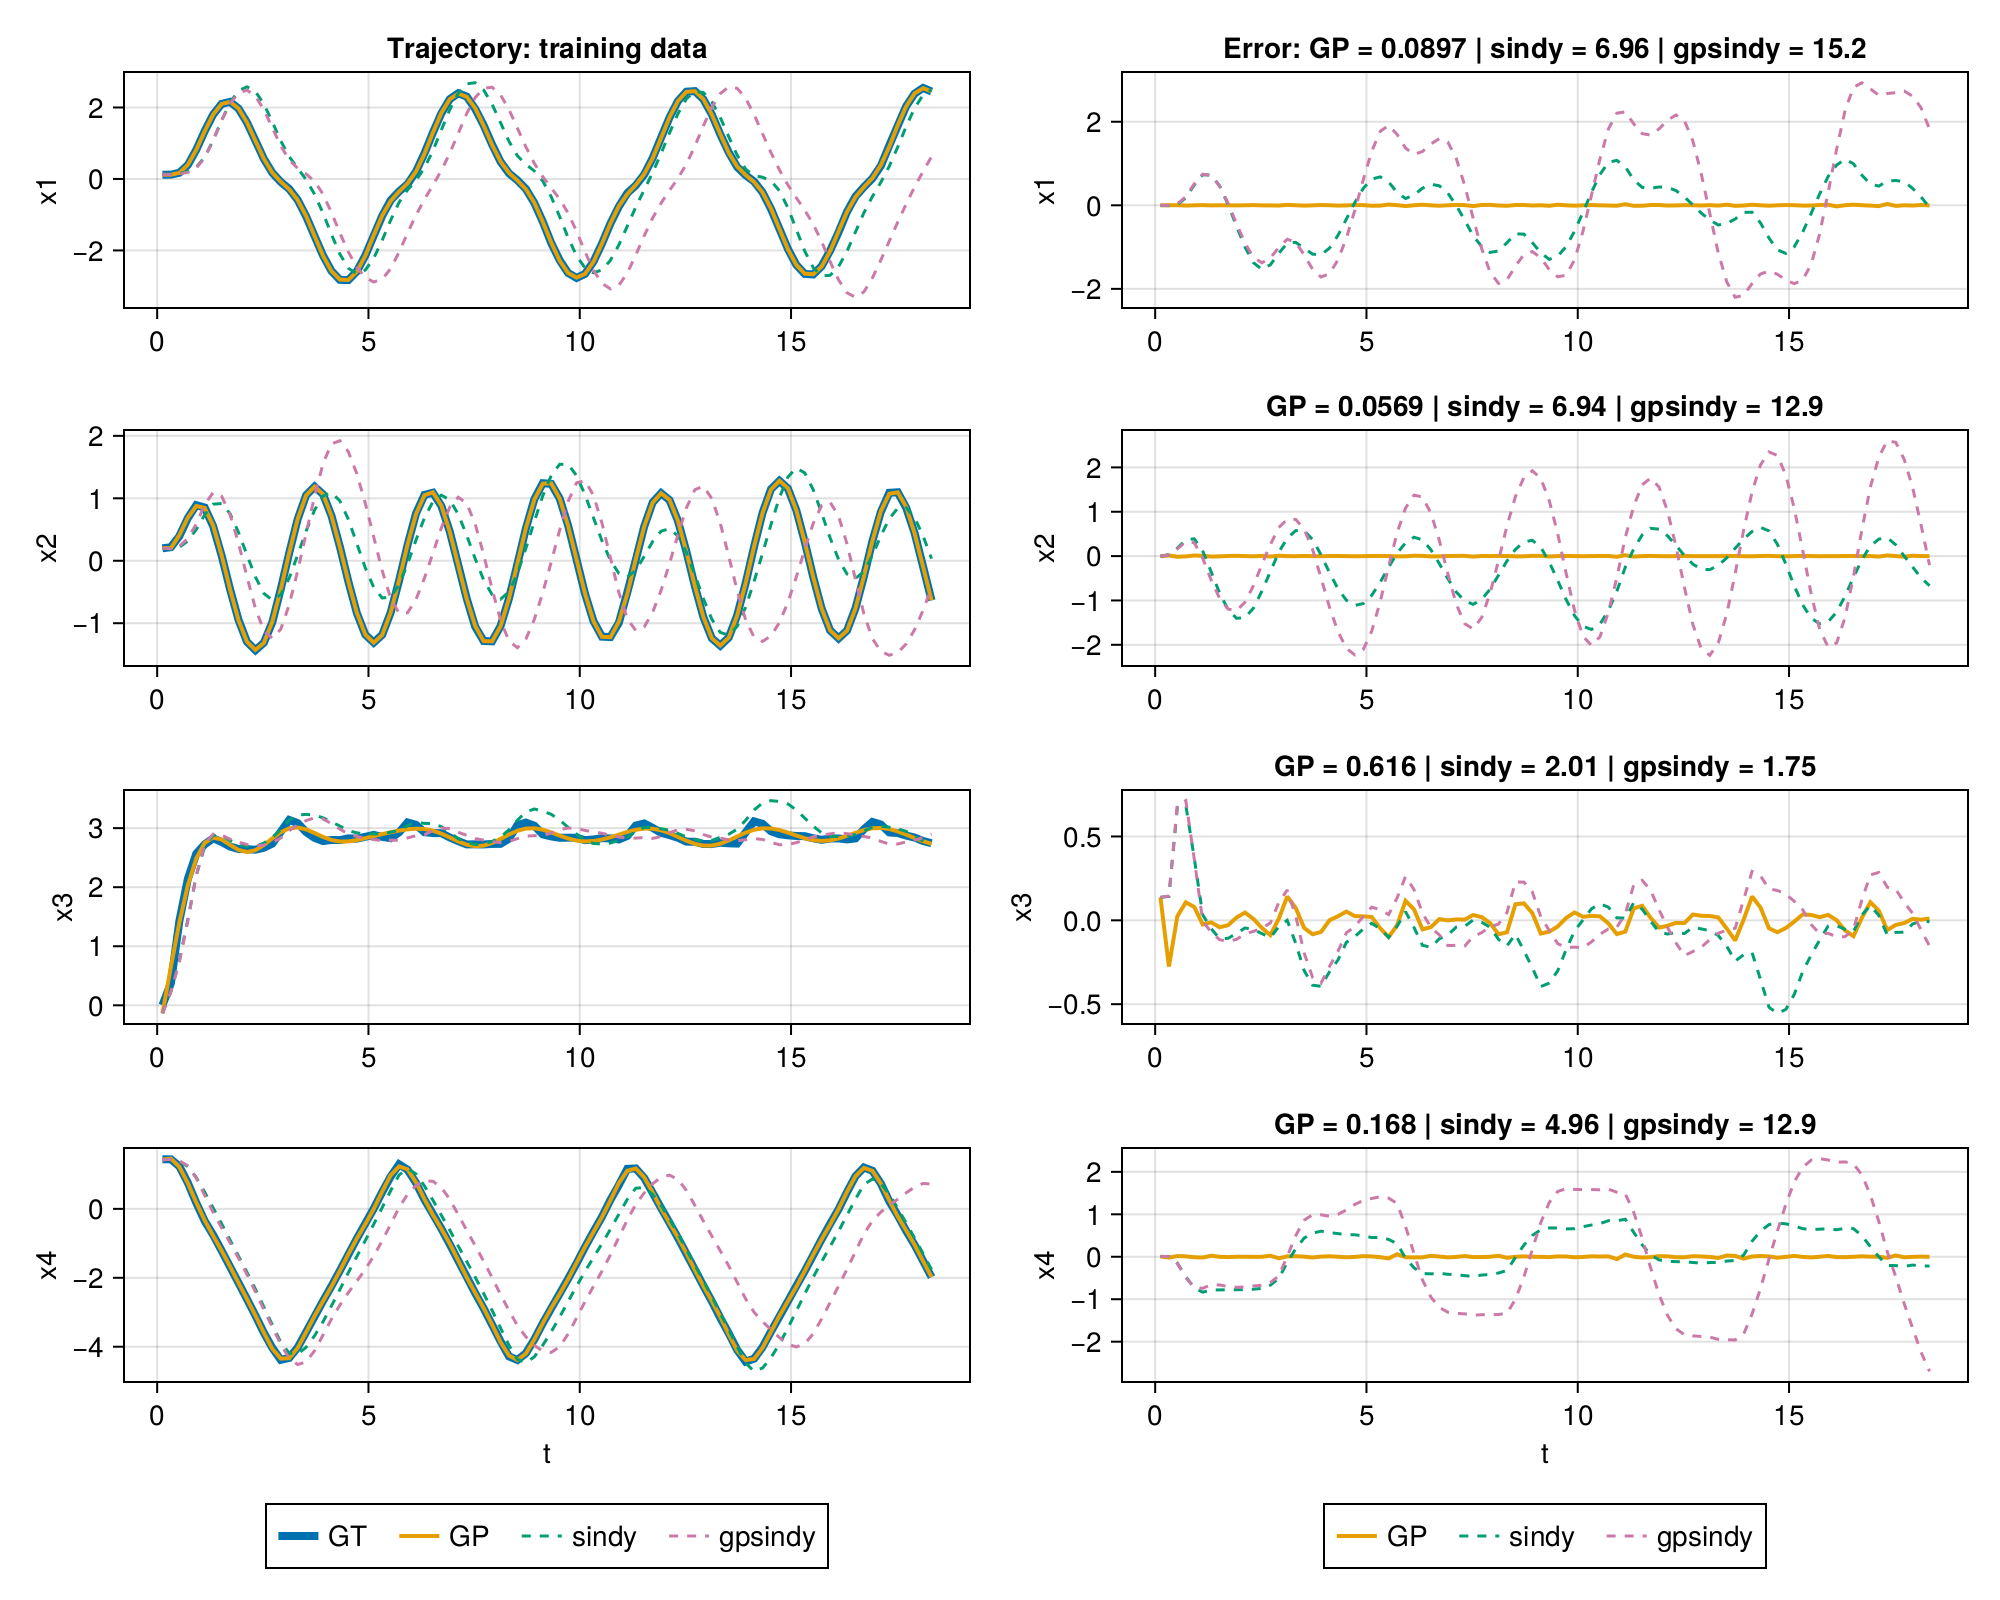 Trajectory: training data
Error: GP = 0.0897 | sindy = 6.96 | gpsindy = 15.2
x1
2
0
−2
0 5 10 15
x1
2
0
−2
0 5 10 15
GP = 0.0569 | sindy = 6.94 | gpsindy = 12.9
x2
2
1
0
−1
0 5 10 15
x2
2
1
0
−1
−2
0 5 10 15
GP = 0.616 | sindy = 2.01 | gpsindy = 1.75
x3
3
2
1
0
0 5 10 15
x3
0.5
0.0
−0.5
0 5 10 15
GP = 0.168 | sindy = 4.96 | gpsindy = 12.9
x4
0
−2
−4
0 5 10 15
t
x4
2
1
0
−1
−2
0 5 10 15
t
GT GP sindy gpsindy
GP sindy gpsindy